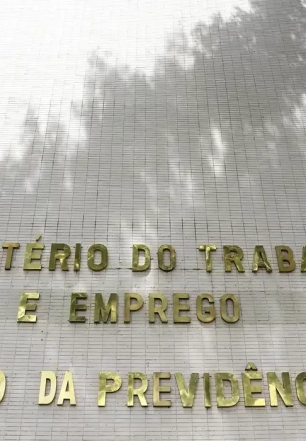 TÉRIO DO TRABA
E EMPREGO
O DA PREVIDÊNC